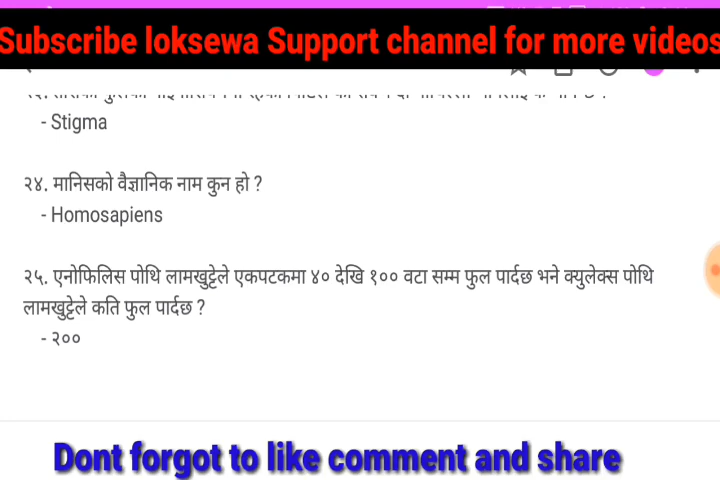 Subscribe loksewa Support channel for more videos
- Stigma
२४. मानिसको वैज्ञानिक नाम कुन हो ?
- Homosapiens
२५. एनोफिलिस पोथि लामखुट्टेले एकपटकमा ४० देखि १०० वटा सम्म फुल पार्दछ भने क्युलेक्स पोथि
लामखुट्टेले कति फुल पार्दछ ?
- २००
Dont forgot to like comment and share